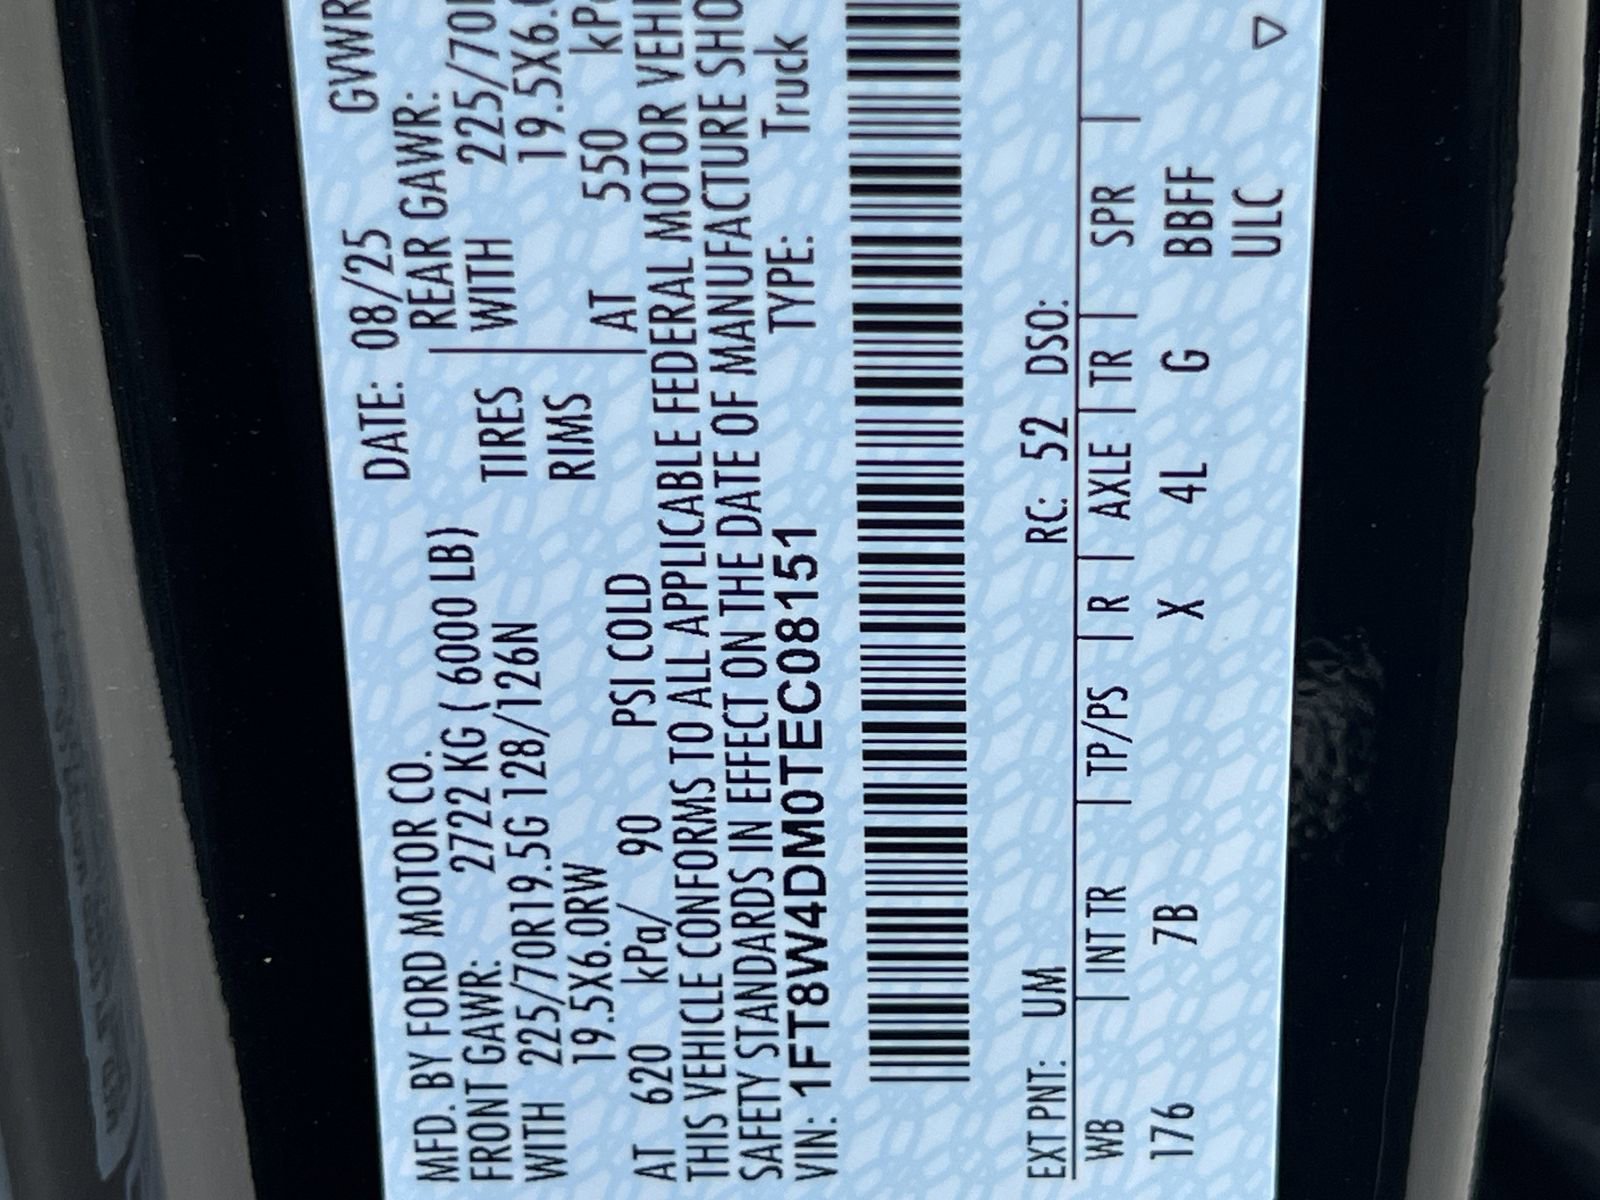 MFD. BY FORD MOTOR CO. DATE: 08/25 GVWR
FRONT GAWR: 2722 KG ( 6000 LB) REAR GAWR:
WITH 225/70R19.5G 128/126N TIRES WITH 225/70
19.5X6.0RW RIMS 19.5X6.
AT 620 kPa/ 90 PSI COLD AT 550 kP
THIS VEHICLE CONFORMS TO ALL APPLICABLE FEDERAL MOTOR VEHI
SAFETY STANDARDS IN EFFECT ON THE DATE OF MANUFACTURE SHO
VIN: 1FT8W4DM0TEC08151 TYPE: Truck
EXT PNT: UM RC: 52 DSO:
WB | INT TR | TP/PS | R | AXLE | TR | SPR |
176 7B X 4L G BBFF
ULC